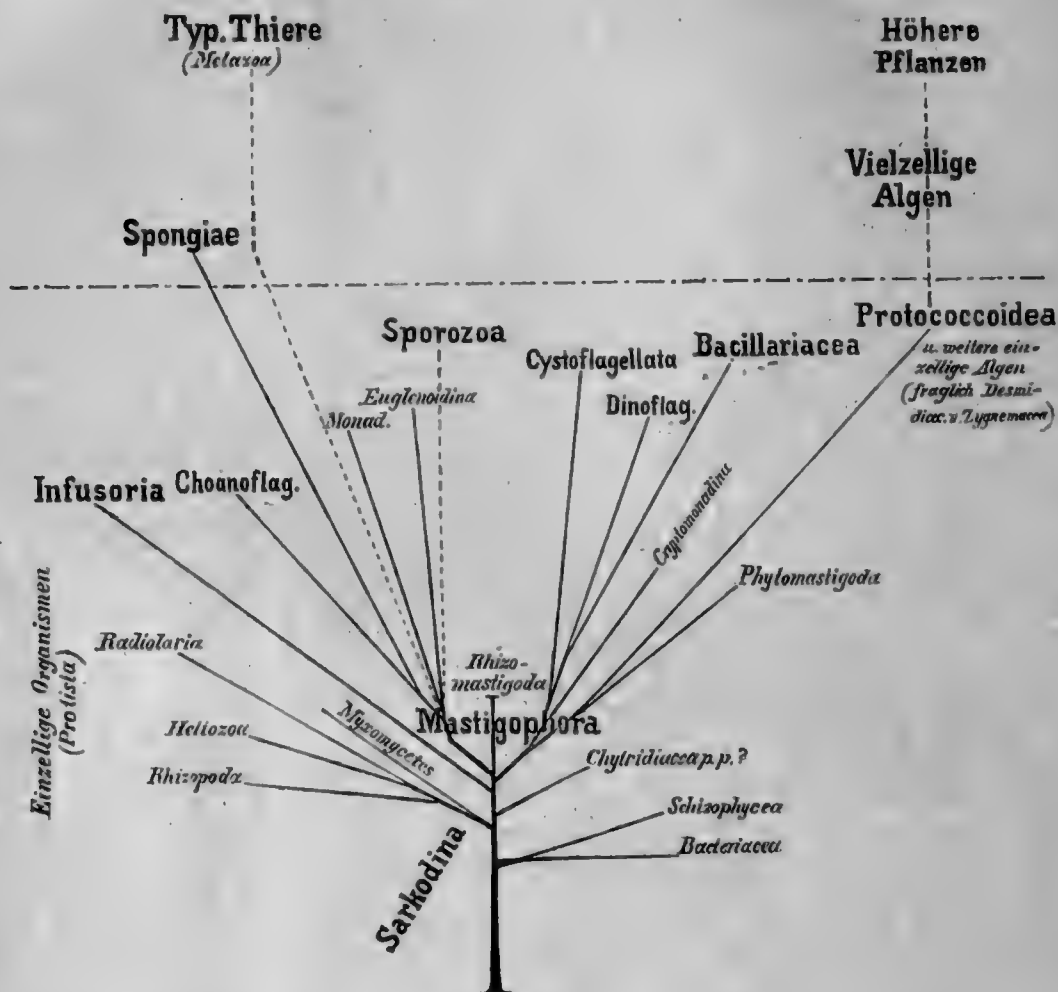 Typ. Thiere
(Metazoa)
Höhere
Pflanzen
Vielzellige
Algen
Spongiae
Protococcoidea
u. weitere ein-
zellige Algen
(fraglich Desmi-
diac. u. Zygnemacea)
Sporozoa
Cystoflagellata
Bacillariacea
Euglenoidina
Monad.
Dinoflag.
Infusoria
Choanoflag.
Cryptomonadina
Phytomastigoda
Einzellige Organismen
(Protista)
Radiolaria
Rhizo-
mastigoda
Mastigophora
Heliozoa
Myxomycetes
Rhizopoda
Chytridiacea p.p.?
Schizophycea
Bacteriacea
Sarkodina